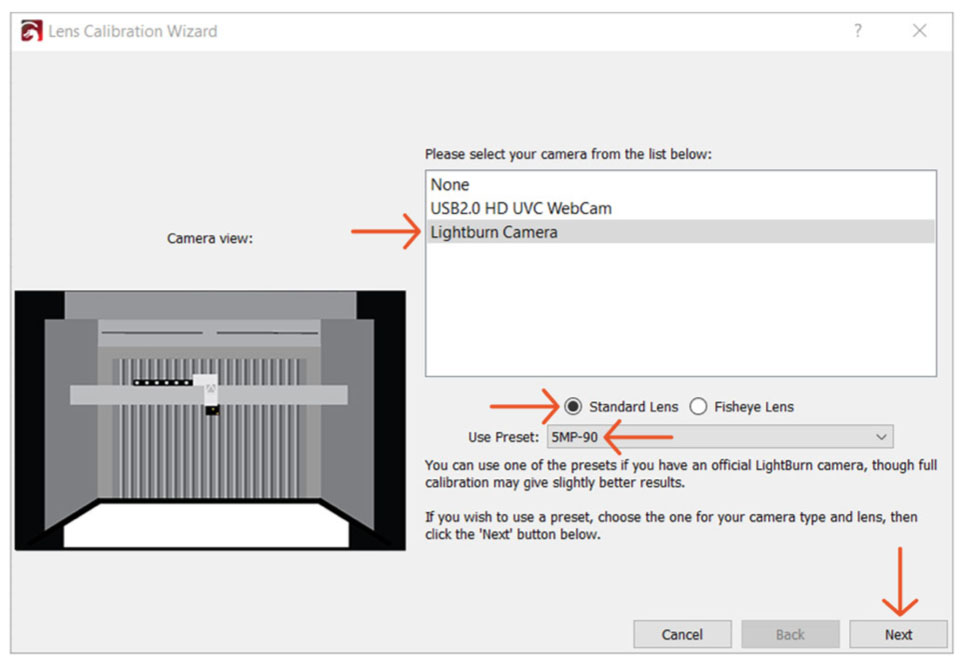 Lens Calibration Wizard
?
Please select your camera from the list below:
None
USB2.0 HD UVC WebCam
Lightburn Camera
Camera view:
Standard Lens Fisheye Lens
Use Preset: 5MP-90
You can use one of the presets if you have an official LightBurn camera, though full
calibration may give slightly better results.
If you wish to use a preset, choose the one for your camera type and lens, then
click the 'Next' button below.
Cancel Back Next